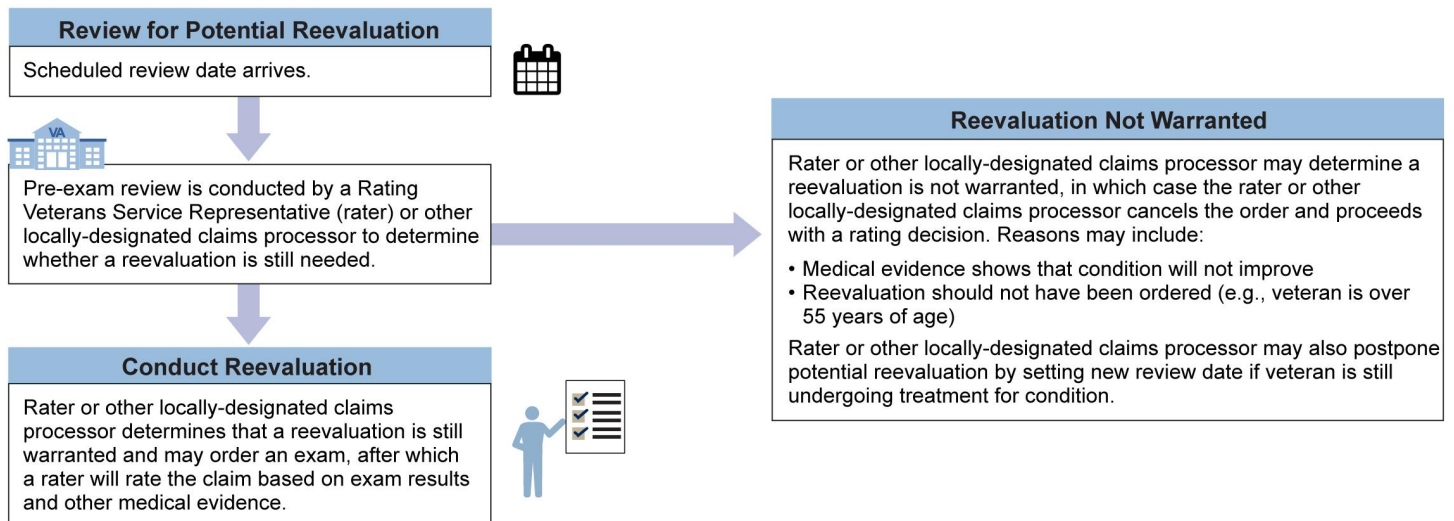 Review for Potential Reevaluation
Scheduled review date arrives.
VA
Pre-exam review is conducted by a Rating
Veterans Service Representative (rater) or other
locally-designated claims processor to determine
whether a reevaluation is still needed.
Conduct Reevaluation
Rater or other locally-designated claims
processor determines that a reevaluation is still
warranted and may order an exam, after which
a rater will rate the claim based on exam results
and other medical evidence.
Reevaluation Not Warranted
Rater or other locally-designated claims processor may determine a
reevaluation is not warranted, in which case the rater or other
locally-designated claims processor cancels the order and proceeds
with a rating decision. Reasons may include:
• Medical evidence shows that condition will not improve
• Reevaluation should not have been ordered (e.g., veteran is over
55 years of age)
Rater or other locally-designated claims processor may also postpone
potential reevaluation by setting new review date if veteran is still
undergoing treatment for condition.